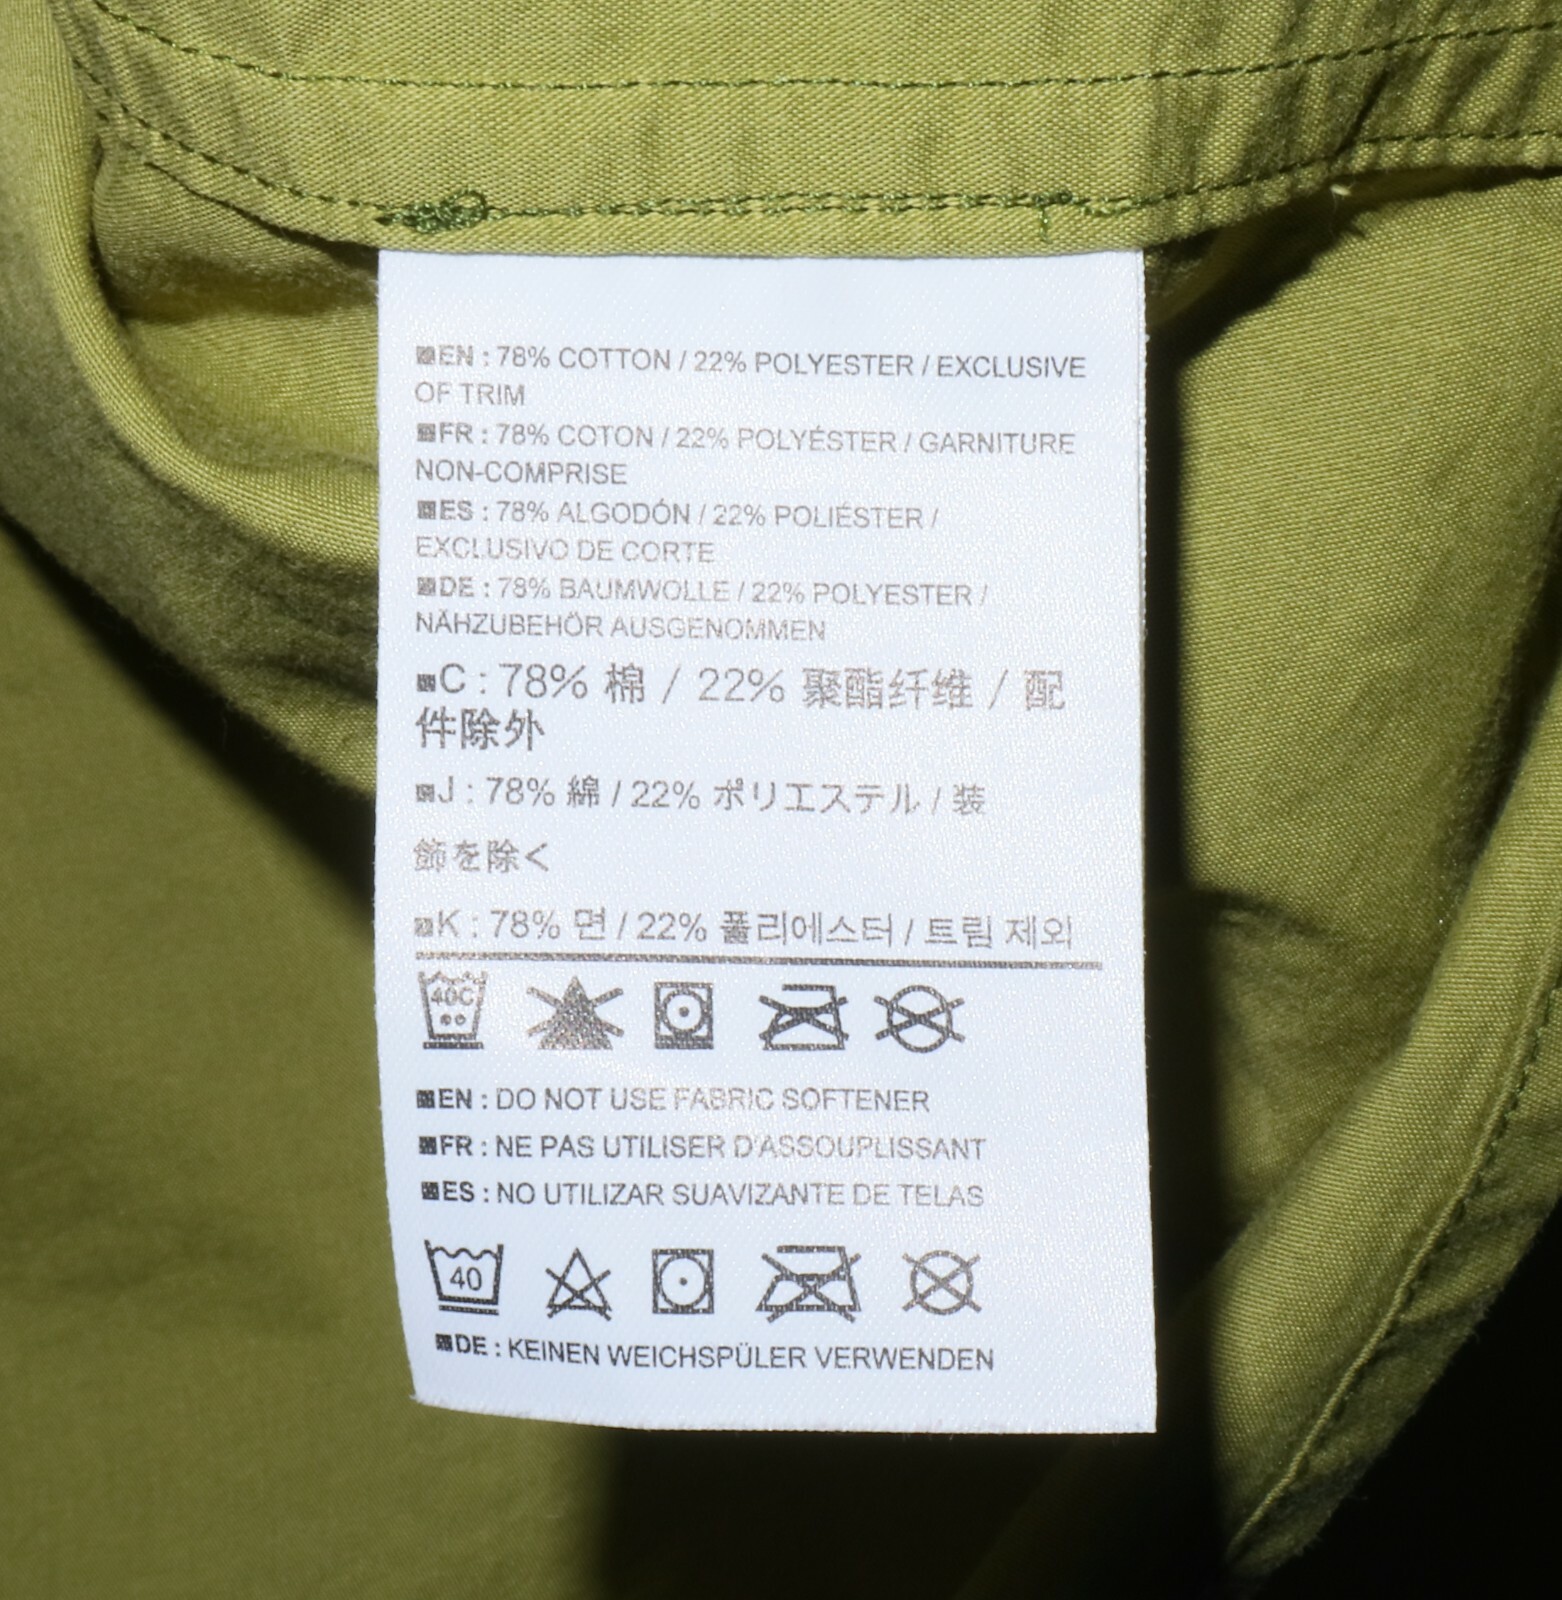 EN : 78% COTTON / 22% POLYESTER / EXCLUSIVE
OF TRIM
FR : 78% COTON / 22% POLYÉSTER / GARNITURE
NON-COMPRISE
ES : 78% ALGODÓN / 22% POLIÉSTER /
EXCLUSIVO DE CORTE
DE : 78% BAUMWOLLE / 22% POLYESTER /
NÄHZUBEHÖR AUSGENOMMEN
C : 78% 棉 / 22% 聚酯纤维 / 配
件除外
J : 78% 綿 / 22% ポリエステル / 装
飾を除く
K : 78% 면 / 22% 폴리에스터 / 트림 제외
40C
EN : DO NOT USE FABRIC SOFTENER
FR : NE PAS UTILISER D'ASSOUPLISSANT
ES : NO UTILIZAR SUAVIZANTE DE TELAS
40
DE : KEINEN WEICHSPÜLER VERWENDEN